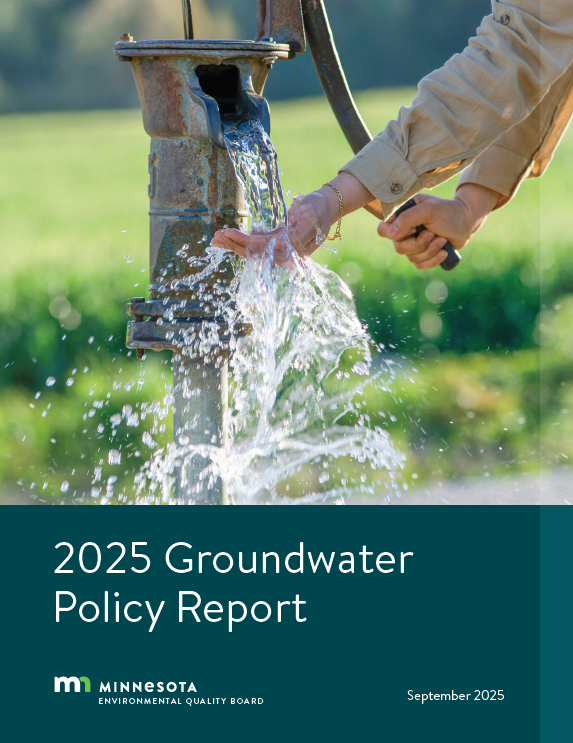 2025 Groundwater
Policy Report
mn MINNESOTA
ENVIRONMENTAL QUALITY BOARD
September 2025